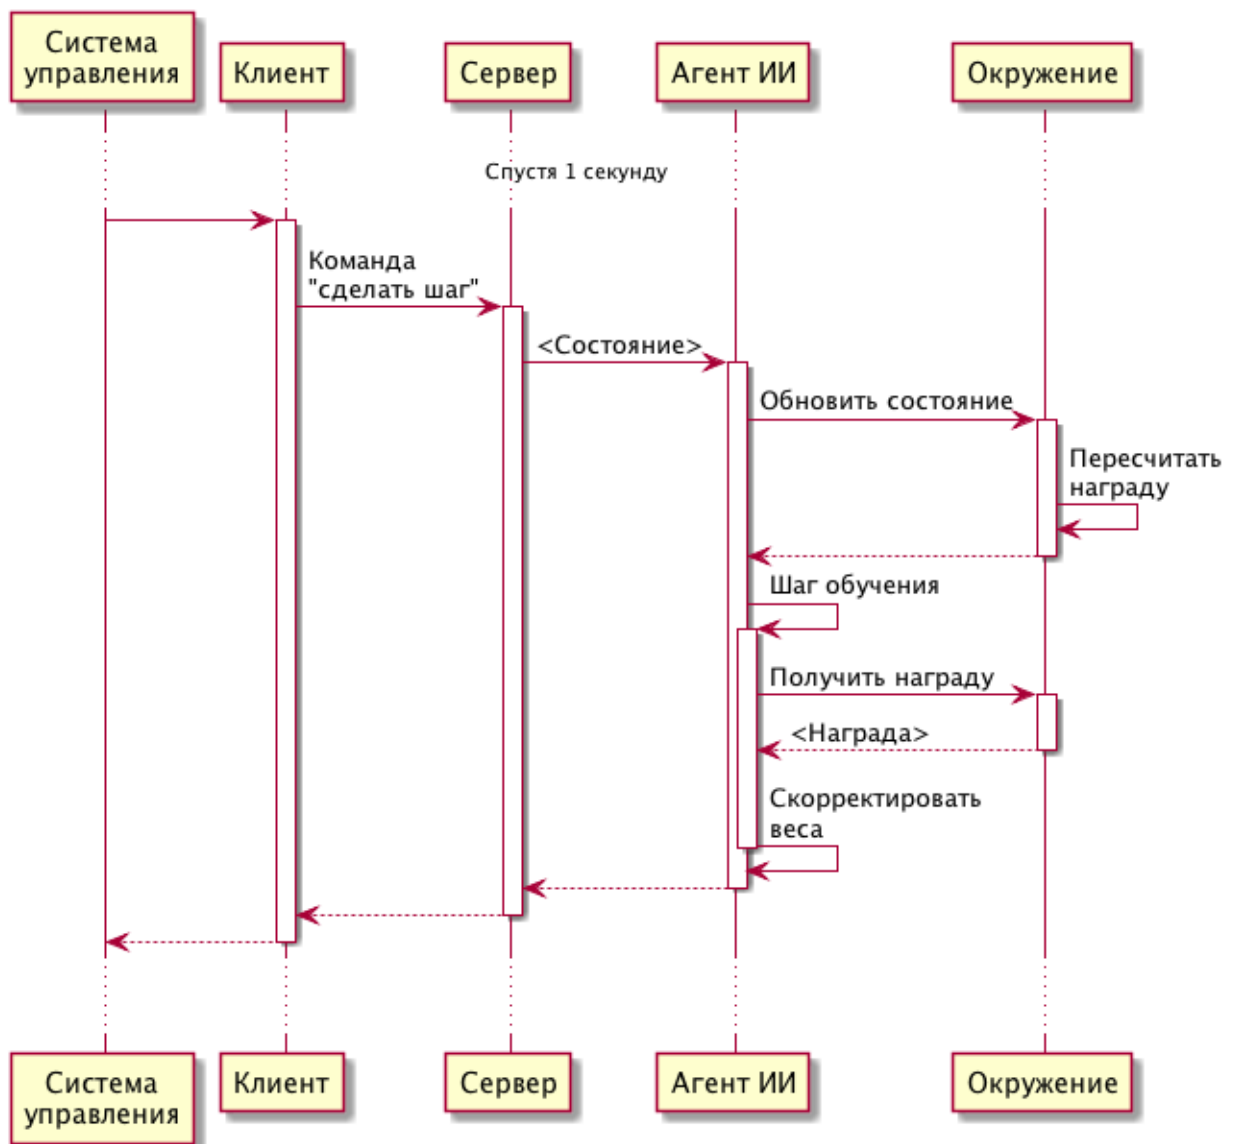 Система
управления
Клиент
Сервер
Агент ИИ
Окружение
Спустя 1 секунду
Команда
"сделать шаг"
<Состояние>
Обновить состояние
Пересчитать
награду
Шаг обучения
Получить награду
<Награда>
Скорректировать
веса
Система
управления
Клиент
Сервер
Агент ИИ
Окружение